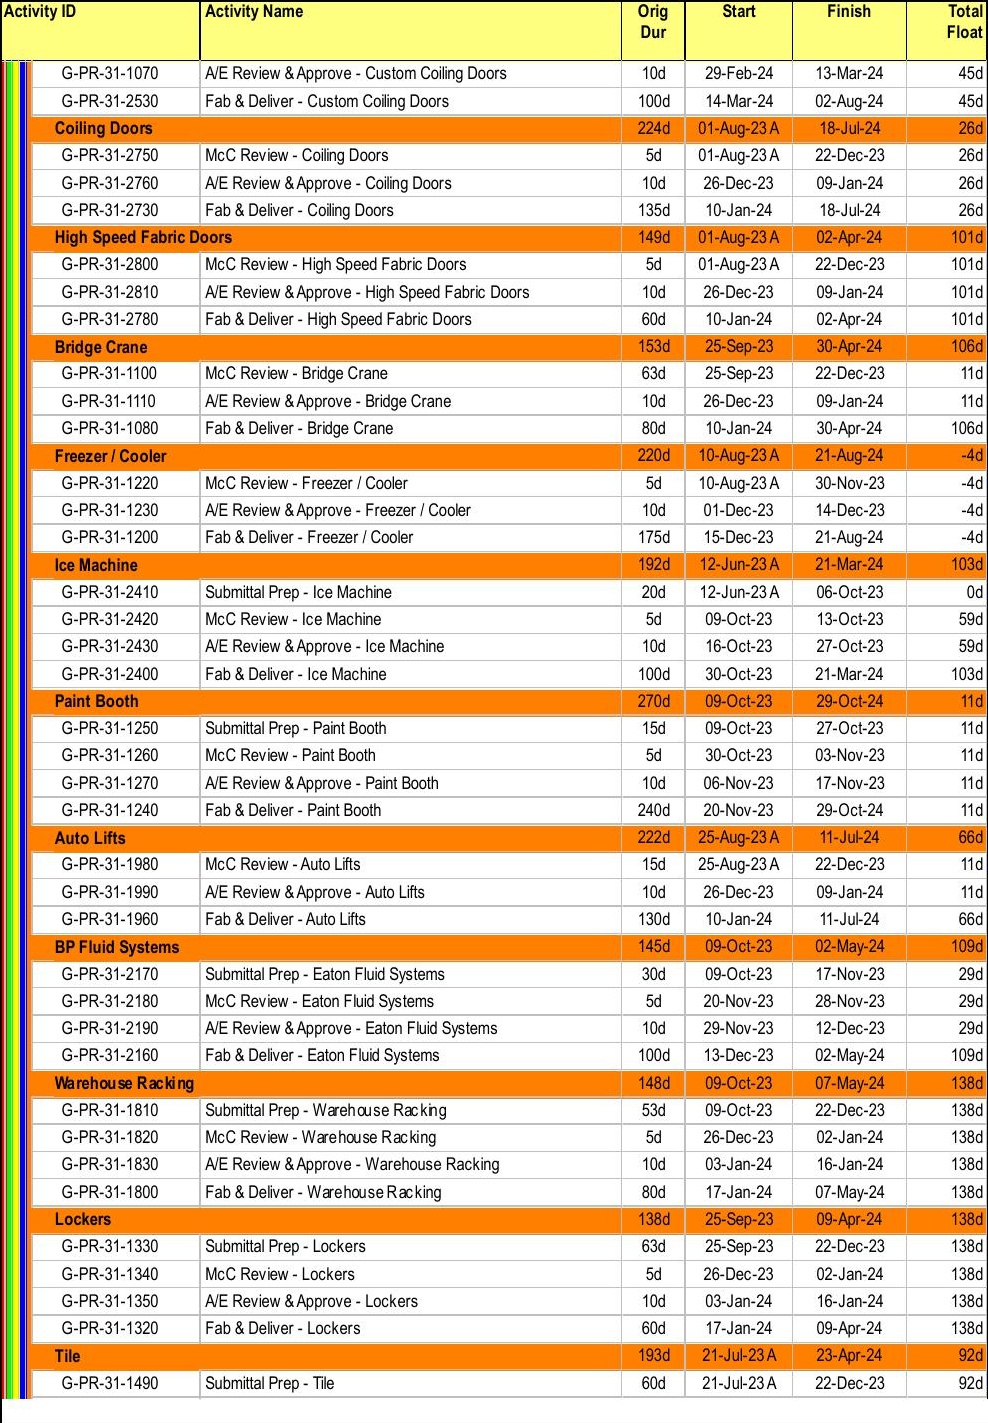 Activity ID Activity Name Orig Dur Start Finish Total Float
G-PR-31-1070 A/E Review & Approve - Custom Coiling Doors 10d 29-Feb-24 13-Mar-24 45d
G-PR-31-2530 Fab & Deliver - Custom Coiling Doors 100d 14-Mar-24 02-Aug-24 45d
Coiling Doors 224d 01-Aug-23 A 18-Jul-24 26d
G-PR-31-2750 McC Review - Coiling Doors 5d 01-Aug-23 A 22-Dec-23 26d
G-PR-31-2760 A/E Review & Approve - Coiling Doors 10d 26-Dec-23 09-Jan-24 26d
G-PR-31-2730 Fab & Deliver - Coiling Doors 135d 10-Jan-24 18-Jul-24 26d
High Speed Fabric Doors 149d 01-Aug-23 A 02-Apr-24 101d
G-PR-31-2800 McC Review - High Speed Fabric Doors 5d 01-Aug-23 A 22-Dec-23 101d
G-PR-31-2810 A/E Review & Approve - High Speed Fabric Doors 10d 26-Dec-23 09-Jan-24 101d
G-PR-31-2780 Fab & Deliver - High Speed Fabric Doors 60d 10-Jan-24 02-Apr-24 101d
Bridge Crane 153d 25-Sep-23 30-Apr-24 106d
G-PR-31-1100 McC Review - Bridge Crane 63d 25-Sep-23 22-Dec-23 11d
G-PR-31-1110 A/E Review & Approve - Bridge Crane 10d 26-Dec-23 09-Jan-24 11d
G-PR-31-1080 Fab & Deliver - Bridge Crane 80d 10-Jan-24 30-Apr-24 106d
Freezer / Cooler 220d 10-Aug-23 A 21-Aug-24 -4d
G-PR-31-1220 McC Review - Freezer / Cooler 5d 10-Aug-23 A 30-Nov-23 -4d
G-PR-31-1230 A/E Review & Approve - Freezer / Cooler 10d 01-Dec-23 14-Dec-23 -4d
G-PR-31-1200 Fab & Deliver - Freezer / Cooler 175d 15-Dec-23 21-Aug-24 -4d
Ice Machine 192d 12-Jun-23 A 21-Mar-24 103d
G-PR-31-2410 Submittal Prep - Ice Machine 20d 12-Jun-23 A 06-Oct-23 0d
G-PR-31-2420 McC Review - Ice Machine 5d 09-Oct-23 13-Oct-23 59d
G-PR-31-2430 A/E Review & Approve - Ice Machine 10d 16-Oct-23 27-Oct-23 59d
G-PR-31-2400 Fab & Deliver - Ice Machine 100d 30-Oct-23 21-Mar-24 103d
Paint Booth 270d 09-Oct-23 29-Oct-24 11d
G-PR-31-1250 Submittal Prep - Paint Booth 15d 09-Oct-23 27-Oct-23 11d
G-PR-31-1260 McC Review - Paint Booth 5d 30-Oct-23 03-Nov-23 11d
G-PR-31-1270 A/E Review & Approve - Paint Booth 10d 06-Nov-23 17-Nov-23 11d
G-PR-31-1240 Fab & Deliver - Paint Booth 240d 20-Nov-23 29-Oct-24 11d
Auto Lifts 222d 25-Aug-23 A 11-Jul-24 66d
G-PR-31-1980 McC Review - Auto Lifts 15d 25-Aug-23 A 22-Dec-23 11d
G-PR-31-1990 A/E Review & Approve - Auto Lifts 10d 26-Dec-23 09-Jan-24 11d
G-PR-31-1960 Fab & Deliver - Auto Lifts 130d 10-Jan-24 11-Jul-24 66d
BP Fluid Systems 145d 09-Oct-23 02-May-24 109d
G-PR-31-2170 Submittal Prep - Eaton Fluid Systems 30d 09-Oct-23 17-Nov-23 29d
G-PR-31-2180 McC Review - Eaton Fluid Systems 5d 20-Nov-23 28-Nov-23 29d
G-PR-31-2190 A/E Review & Approve - Eaton Fluid Systems 10d 29-Nov-23 12-Dec-23 29d
G-PR-31-2160 Fab & Deliver - Eaton Fluid Systems 100d 13-Dec-23 02-May-24 109d
Warehouse Racking 148d 09-Oct-23 07-May-24 138d
G-PR-31-1810 Submittal Prep - Warehouse Racking 53d 09-Oct-23 22-Dec-23 138d
G-PR-31-1820 McC Review - Warehouse Racking 5d 26-Dec-23 02-Jan-24 138d
G-PR-31-1830 A/E Review & Approve - Warehouse Racking 10d 03-Jan-24 16-Jan-24 138d
G-PR-31-1800 Fab & Deliver - Warehouse Racking 80d 17-Jan-24 07-May-24 138d
Lockers 138d 25-Sep-23 09-Apr-24 138d
G-PR-31-1330 Submittal Prep - Lockers 63d 25-Sep-23 22-Dec-23 138d
G-PR-31-1340 McC Review - Lockers 5d 26-Dec-23 02-Jan-24 138d
G-PR-31-1350 A/E Review & Approve - Lockers 10d 03-Jan-24 16-Jan-24 138d
G-PR-31-1320 Fab & Deliver - Lockers 60d 17-Jan-24 09-Apr-24 138d
Tile 193d 21-Jul-23 A 23-Apr-24 92d
G-PR-31-1490 Submittal Prep - Tile 60d 21-Jul-23 A 22-Dec-23 92d